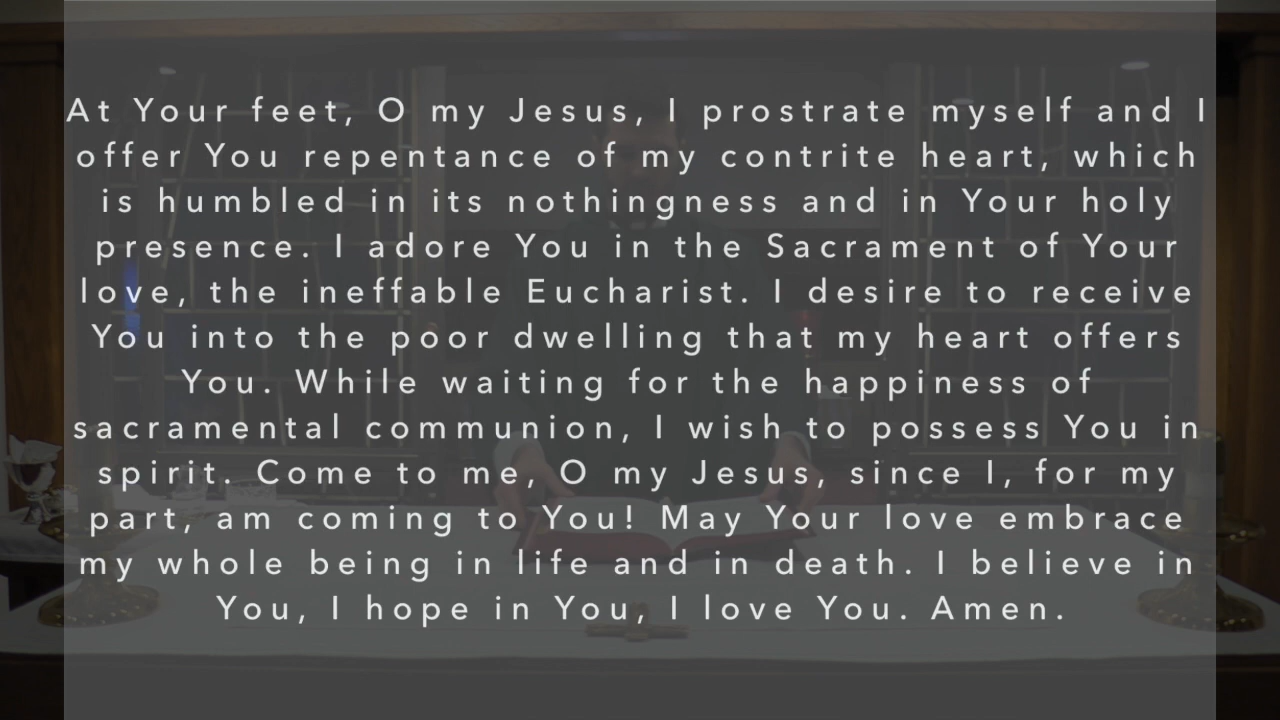 At Your feet, O my Jesus, I prostrate myself and I
offer You repentance of my contrite heart, which
is humbled in its nothingness and in Your holy
presence. I adore You in the Sacrament of Your
love, the ineffable Eucharist. I desire to receive
You into the poor dwelling that my heart offers
You. While waiting for the happiness of
sacramental communion, I wish to possess You in
spirit. Come to me, O my Jesus, since I, for my
part, am coming to You! May Your love embrace
my whole being in life and in death. I believe in
You, I hope in You, I love You. Amen.